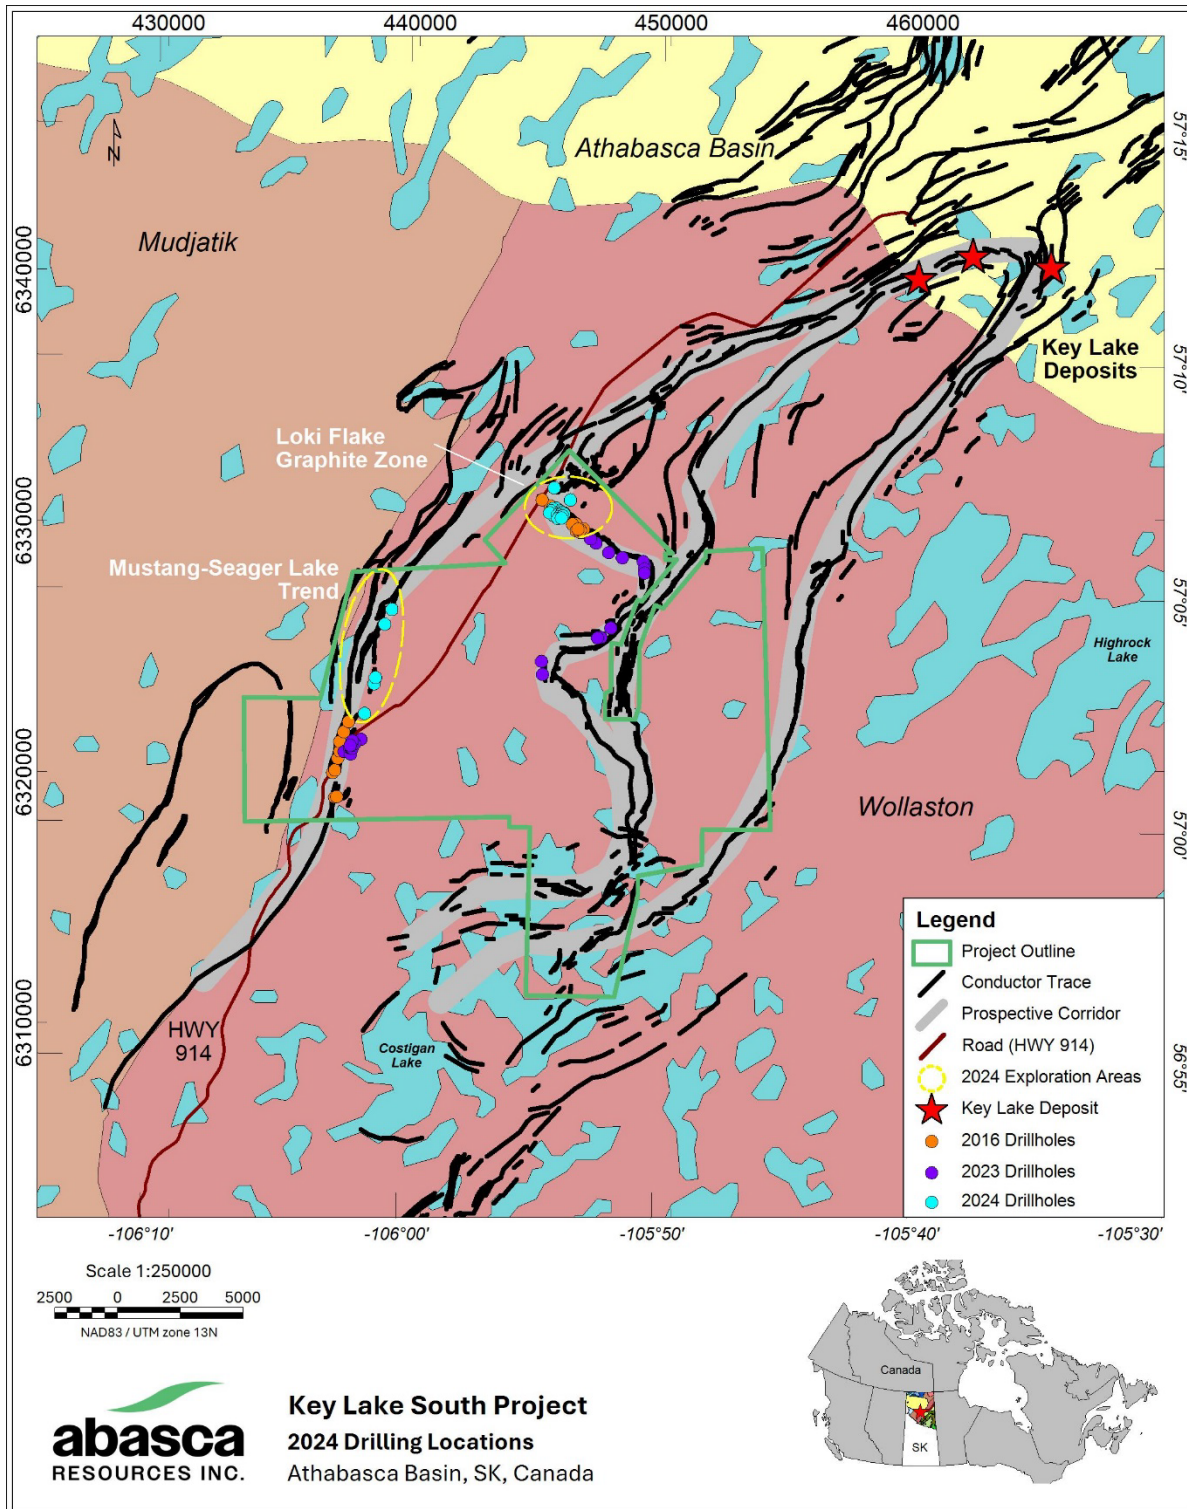 430000
440000
450000
460000
57°15'
57°10'
57°05'
57°00'
56°55'
6340000
6330000
6320000
6310000
N
Athabasca Basin
Mudjatik
Key Lake
Deposits
Loki Flake
Graphite Zone
Mustang-Seager Lake
Trend
Highrock
Lake
Wollaston
HWY
914
Costigan
Lake
Legend
Project Outline
Conductor Trace
Prospective Corridor
Road (HWY 914)
2024 Exploration Areas
Key Lake Deposit
2016 Drillholes
2023 Drillholes
2024 Drillholes
-106°10'
-106°00'
-105°50'
-105°40'
-105°30'
Scale 1:250000
2500 0 2500 5000
NAD83 / UTM zone 13N
Canada
SK
abasca
RESOURCES INC.
Key Lake South Project
2024 Drilling Locations
Athabasca Basin, SK, Canada